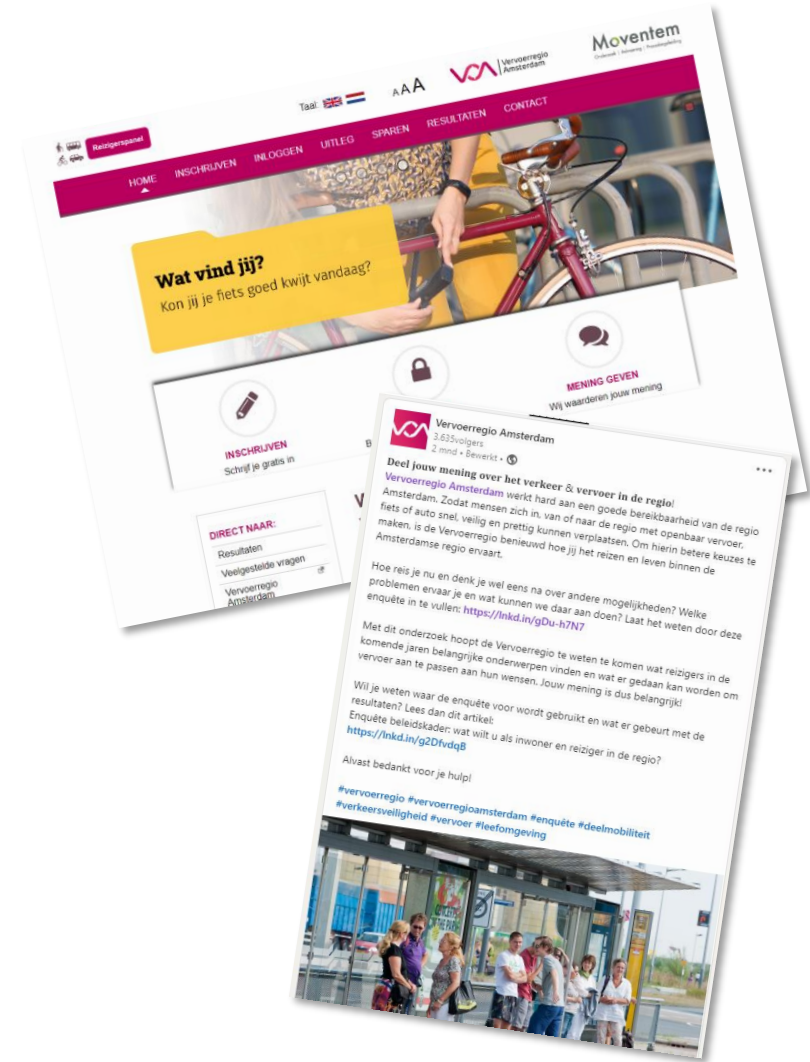 Moventem
Onderzoek | Advisering | Procesbegeleiding
Vervoerregio
Amsterdam
Taal:
A A A
Reizigerspanel
HOME INSCHRIJVEN INLOGGEN UITLEG SPAREN RESULTATEN CONTACT
Wat vind jij?
Kon jij je fiets goed kwijt vandaag?
INSCHRIJVEN
Schrijf je gratis in
B
MENING GEVEN
Wij waarderen jouw mening
DIRECT NAAR:
Resultaten
Veelgestelde vragen
Vervoerregio
Amsterdam
Vervoerregio Amsterdam
3.635volgers
2 mnd • Bewerkt •
Deel jouw mening over het verkeer & vervoer in de regio!
Vervoerregio Amsterdam werkt hard aan een goede bereikbaarheid van de regio
Amsterdam. Zodat mensen zich in, van of naar de regio met openbaar vervoer,
fiets of auto snel, veilig en prettig kunnen verplaatsen. Om hierin betere keuzes te
maken, is de Vervoerregio benieuwd hoe jij het reizen en leven binnen de
Amsterdamse regio ervaart.
Hoe reis je nu en denk je wel eens na over andere mogelijkheden? Welke
problemen ervaar je en wat kunnen we daar aan doen? Laat het weten door deze
enquête in te vullen: https://lnkd.in/gDu-h7N7
Met dit onderzoek hoopt de Vervoerregio te weten te komen wat reizigers in de
komende jaren belangrijke onderwerpen vinden en wat er gedaan kan worden om
vervoer aan te passen aan hun wensen. Jouw mening is dus belangrijk!
Wil je weten waar de enquête voor wordt gebruikt en wat er gebeurt met de
resultaten? Lees dan dit artikel:
Enquête beleidskader: wat wilt u als inwoner en reiziger in de regio?
https://lnkd.in/g2DfvdqB
Alvast bedankt voor je hulp!
#vervoerregio #vervoerregioamsterdam #enquête #deelmobiliteit
#verkeersveiligheid #vervoer #leefomgeving